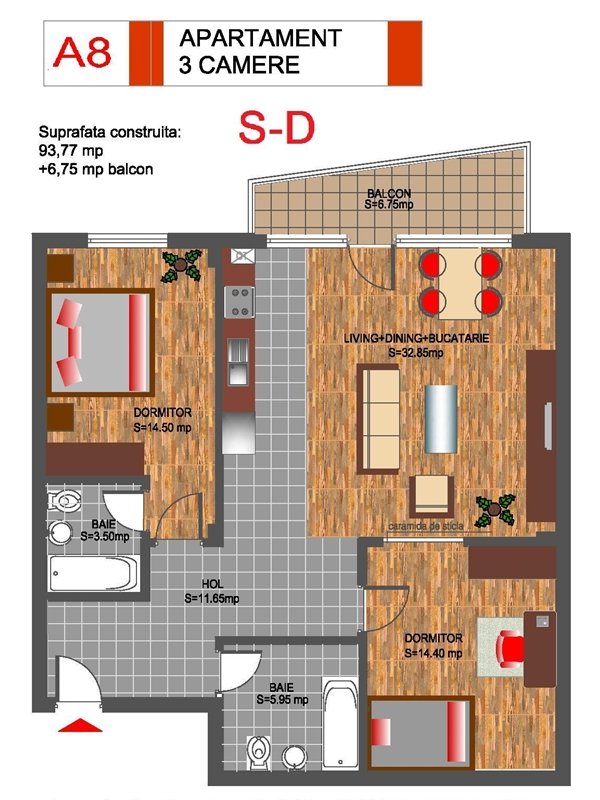 A8
APARTAMENT
3 CAMERE
Suprafata construita:
93,77 mp
+6,75 mp balcon
S-D
BALCON
S=6.75mp
LIVING+DINING+BUCATARIE
S=32.85mp
DORMITOR
S=14.50 mp
BAIE
S=3.50mp
caramida de sticla
HOL
S=11.65mp
DORMITOR
S=14.40 mp
BAIE
S=5.95 mp